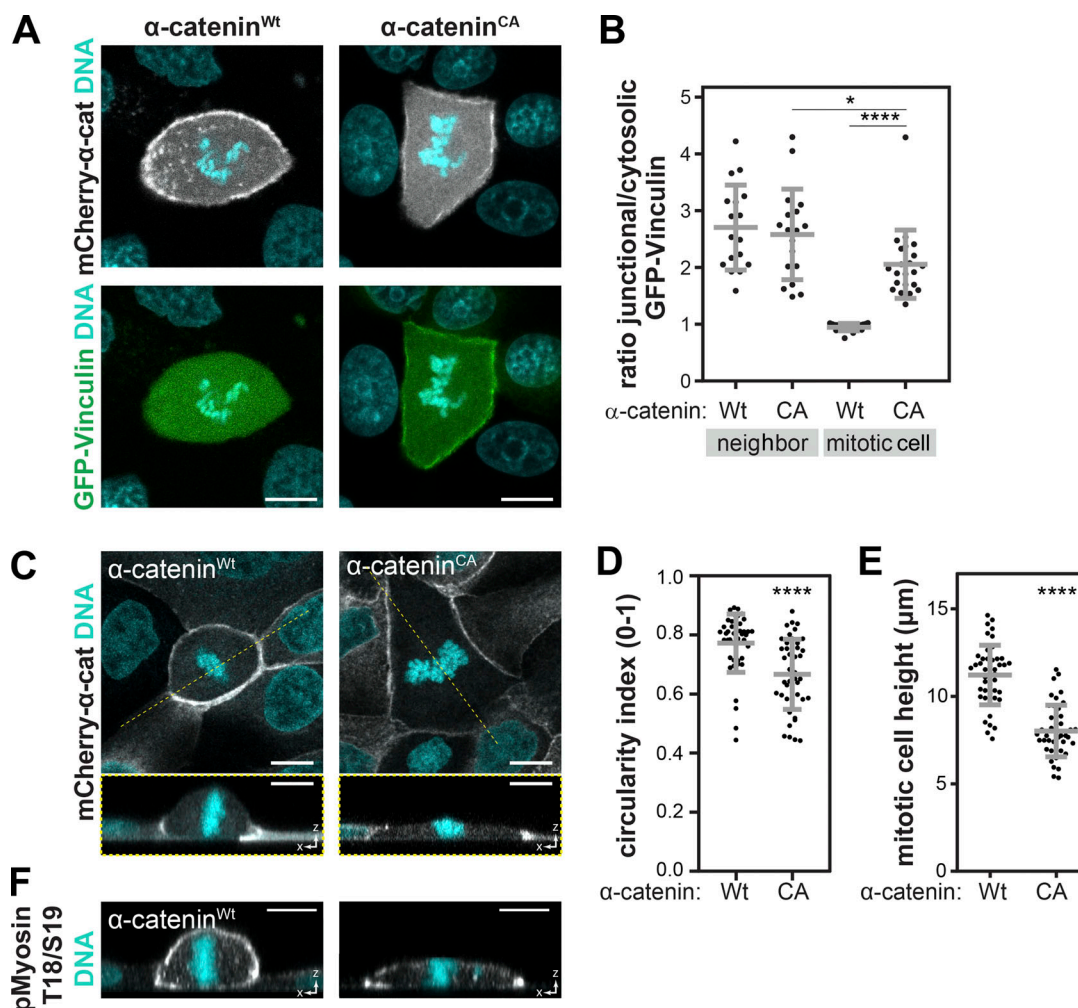 A
α-catenin^Wt
α-catenin^CA
mCherry-α-cat DNA
GFP-Vinculin DNA
B
ratio junctional/cytosolic
GFP-Vinculin
5
4
3
2
1
0
*
****
α-catenin: Wt CA Wt CA
neighbor mitotic cell
C
α-catenin^Wt
α-catenin^CA
mCherry-α-cat DNA
z
x
z
x
D
circularity index (0-1)
1.0
0.8
0.6
0.4
0.2
0.0
****
α-catenin: Wt CA
E
mitotic cell height (μm)
15
10
5
0
****
Wt CA
F
pMyosin
T18/S19
DNA
α-catenin^Wt
z
x
z
x